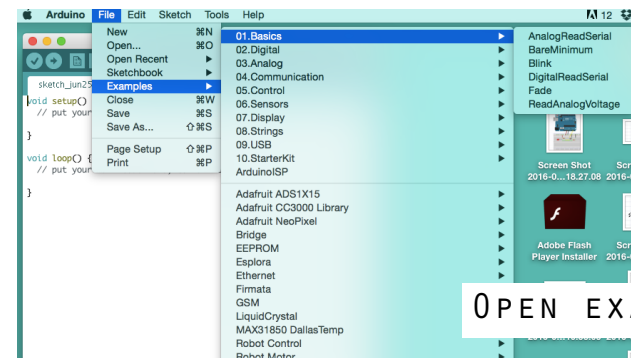 Arduino File Edit Sketch Tools Help 12
New ⌘N
Open... ⌘O
Open Recent
Sketchbook
Examples
Close ⌘W
Save ⌘S
Save As... ⇧⌘S
Page Setup ⇧⌘P
Print ⌘P
01.Basics
02.Digital
03.Analog
04.Communication
05.Control
06.Sensors
07.Display
08.Strings
09.USB
10.StarterKit
ArduinoISP
Adafruit ADS1X15
Adafruit CC3000 Library
Adafruit NeoPixel
Bridge
EEPROM
Esplora
Ethernet
Firmata
GSM
LiquidCrystal
MAX31850 DallasTemp
Robot Control
Robot Motor
AnalogReadSerial
BareMinimum
Blink
DigitalReadSerial
Fade
ReadAnalogVoltage
sketch_jun25
void setup()
// put your
}
void loop() {
// put your
}
Screen Shot
2016-0...18.27.08
Adobe Flash
Player Installer
OPEN EXA